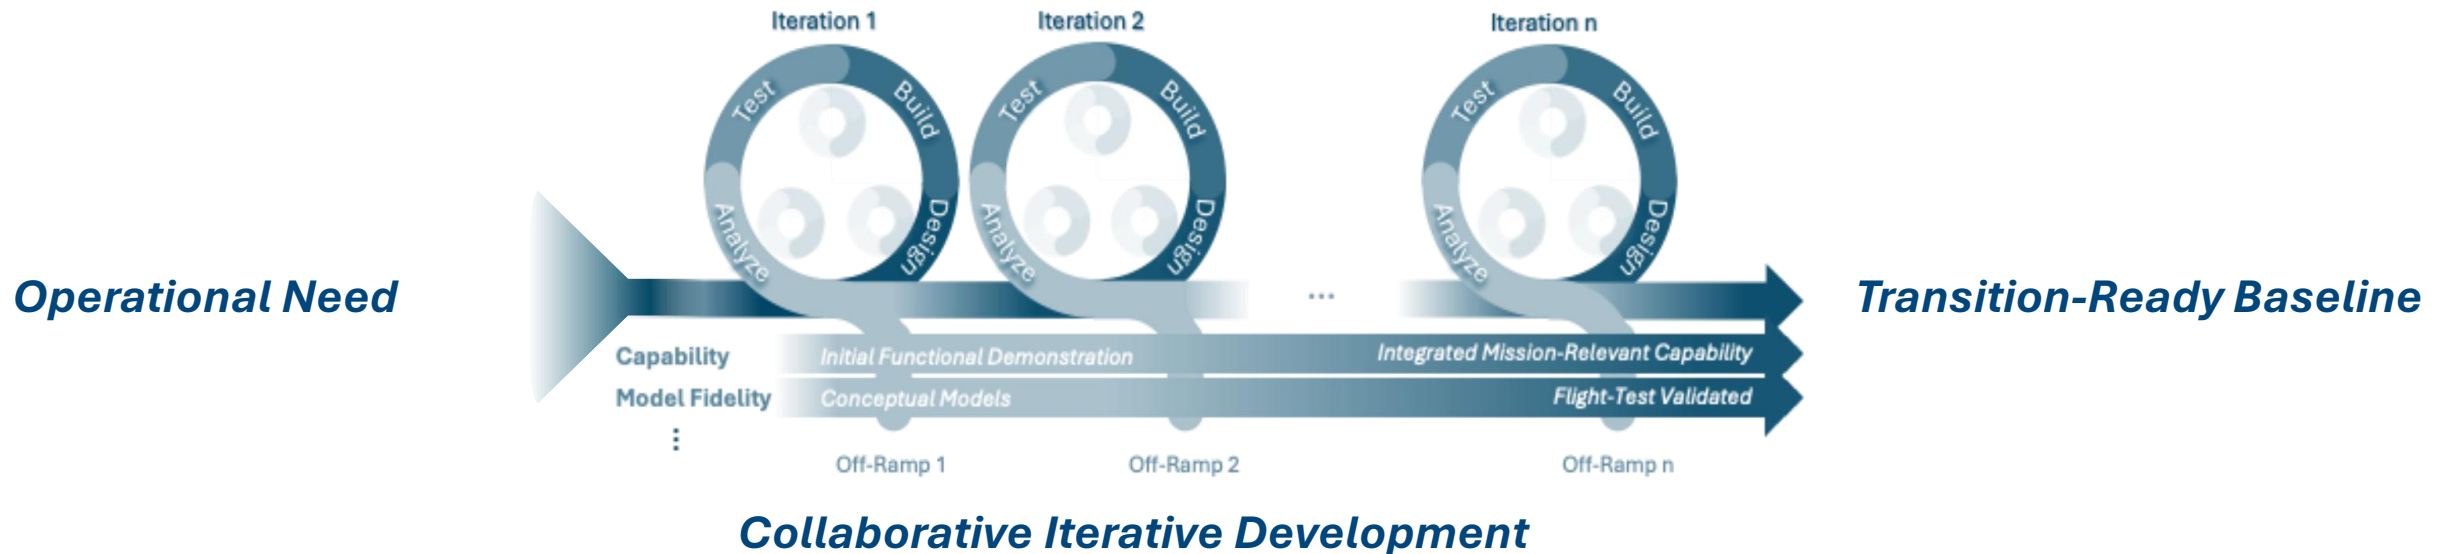 Iteration 1
Iteration 2
Iteration n
Test
Build
Design
Analyze
Test
Build
Design
Analyze
Test
Build
Design
Analyze
Operational Need
...
Transition-Ready Baseline
Capability
Initial Functional Demonstration
Integrated Mission-Relevant Capability
Model Fidelity
Conceptual Models
Flight-Test Validated
⋮
Off-Ramp 1
Off-Ramp 2
Off-Ramp n
Collaborative Iterative Development